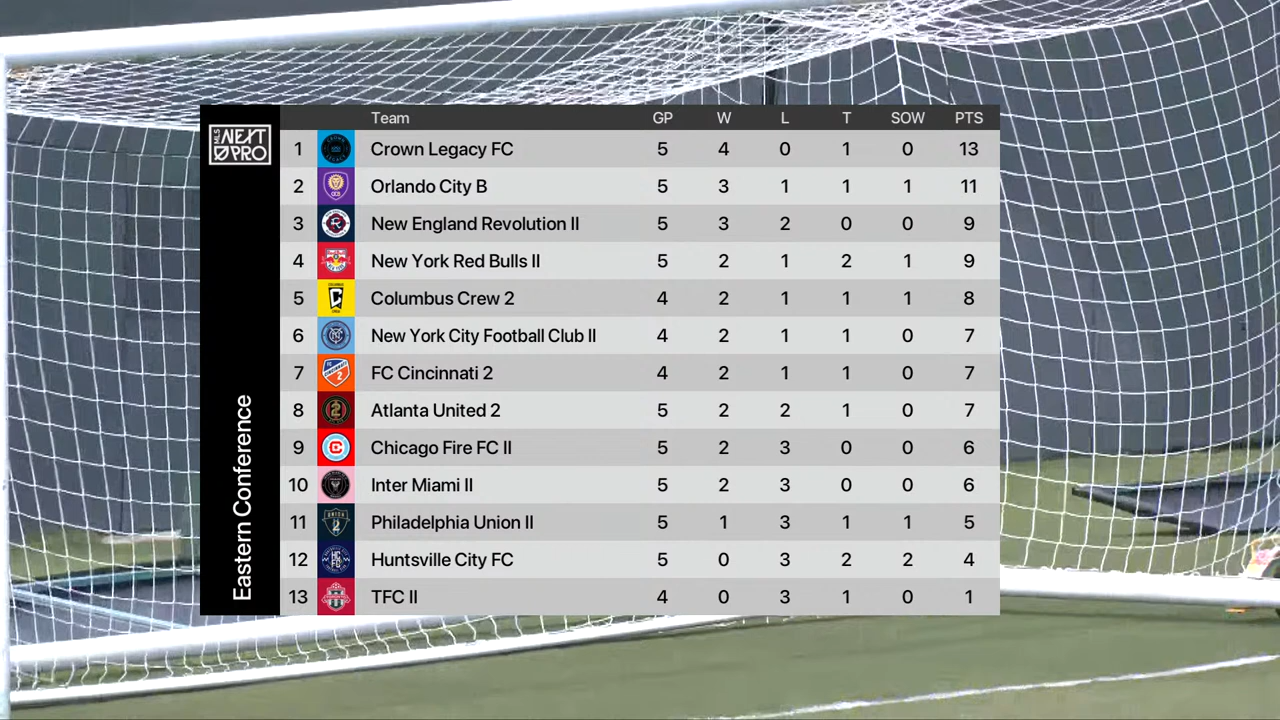 MLS NEXT PRO
Eastern Conference
Team GP W L T SOW PTS
1 Crown Legacy FC 5 4 0 1 0 13
2 Orlando City B 5 3 1 1 1 11
3 New England Revolution II 5 3 2 0 0 9
4 New York Red Bulls II 5 2 1 2 1 9
5 Columbus Crew 2 4 2 1 1 1 8
6 New York City Football Club II 4 2 1 1 0 7
7 FC Cincinnati 2 4 2 1 1 0 7
8 Atlanta United 2 5 2 2 1 0 7
9 Chicago Fire FC II 5 2 3 0 0 6
10 Inter Miami II 5 2 3 0 0 6
11 Philadelphia Union II 5 1 3 1 1 5
12 Huntsville City FC 5 0 3 2 2 4
13 TFC II 4 0 3 1 0 1